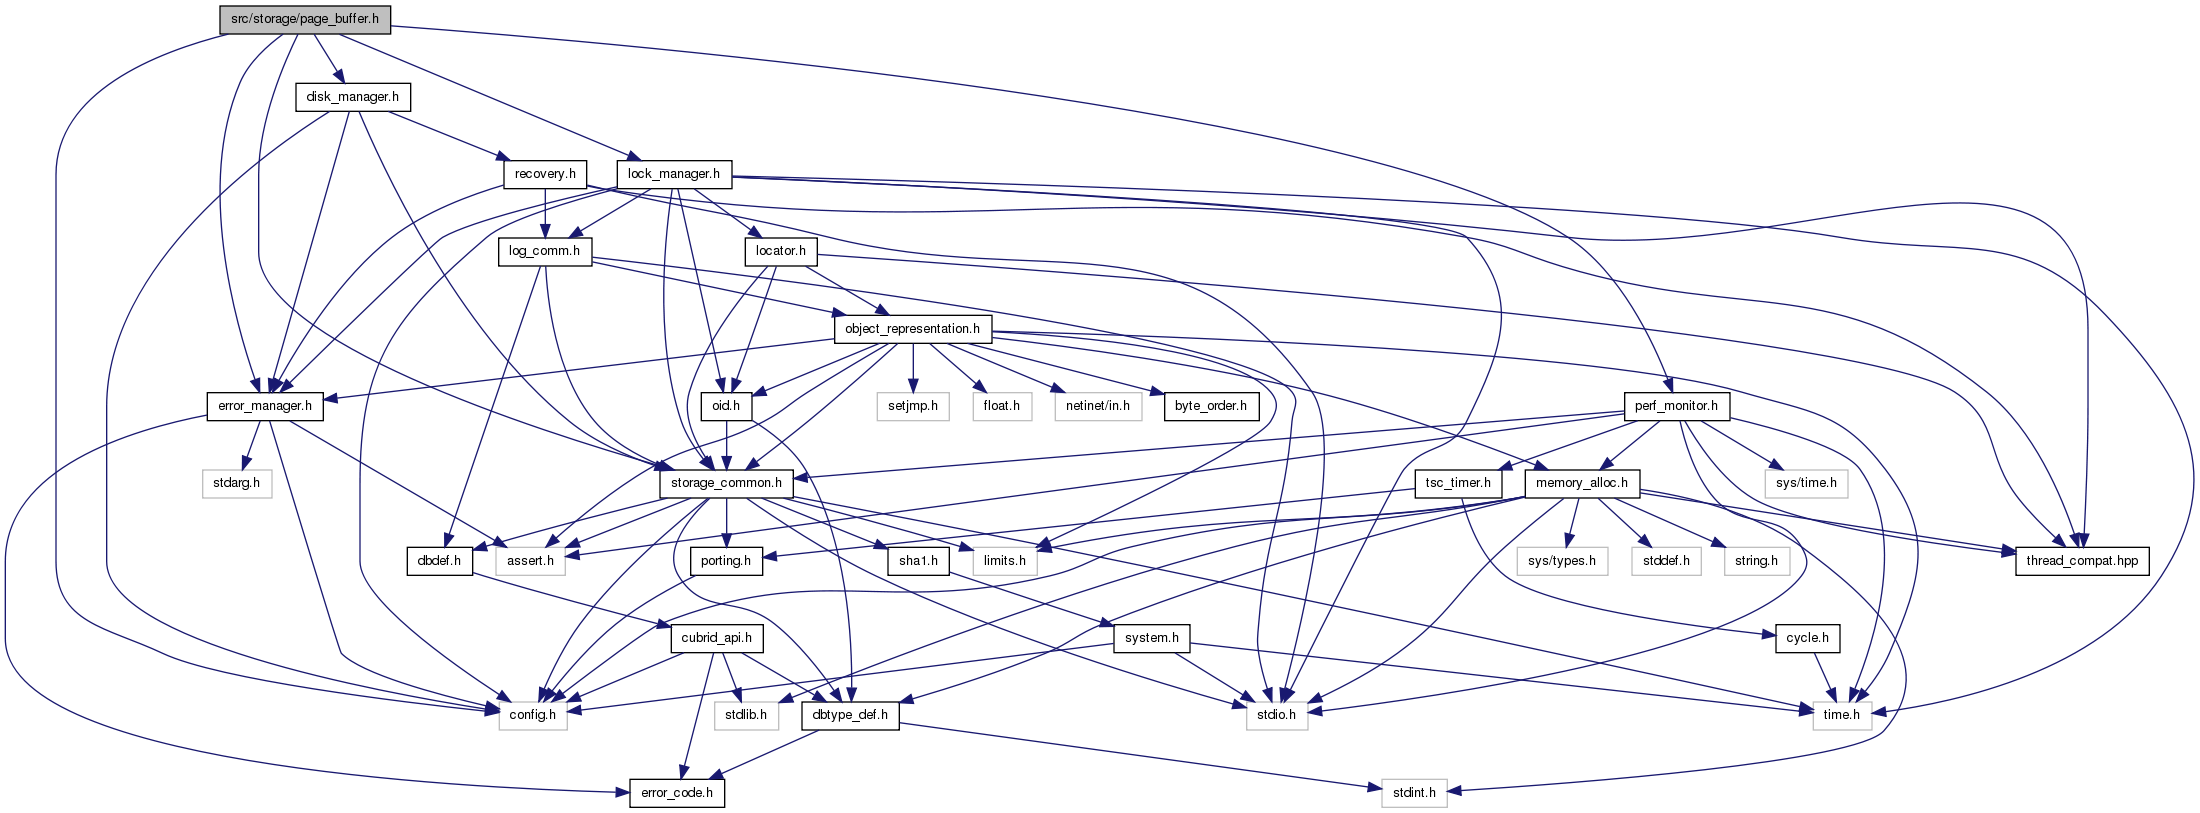 src/storage/page_buffer.h
disk_manager.h
recovery.h
lock_manager.h
log_comm.h
locator.h
object_representation.h
error_manager.h
oid.h
setjmp.h
float.h
netinet/in.h
byte_order.h
perf_monitor.h
stdarg.h
storage_common.h
tsc_timer.h
memory_alloc.h
sys/time.h
dbdef.h
assert.h
porting.h
sha1.h
limits.h
sys/types.h
stddef.h
string.h
thread_compat.hpp
cubrid_api.h
system.h
cycle.h
config.h
stdlib.h
dbtype_def.h
stdio.h
time.h
error_code.h
stdint.h